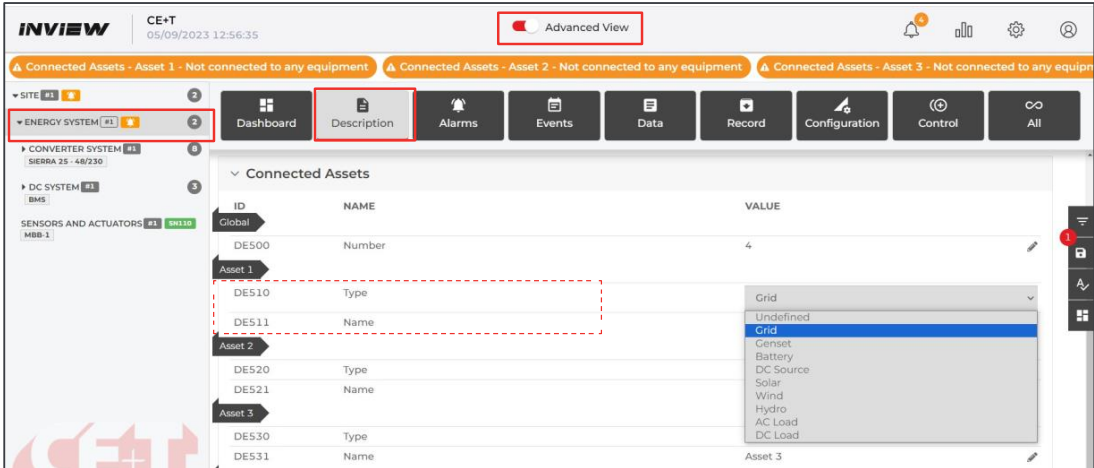 INVIEW
CE+T
05/09/2023 12:56:35
Advanced View
4
Connected Assets - Asset 1 - Not connected to any equipment
Connected Assets - Asset 2 - Not connected to any equipment
Connected Assets - Asset 3 - Not connected to any equipm
SITE #1 2
ENERGY SYSTEM #1 2
CONVERTER SYSTEM #1 8
SIERRA 25 - 48/230
DC SYSTEM #1 3
BMS
SENSORS AND ACTUATORS #1 SN110
MBB-1
Dashboard
Description
Alarms
Events
Data
Record
Configuration
Control
All
Connected Assets
ID NAME VALUE
Global
DE500 Number 4
Asset 1
DE510 Type Grid
DE511 Name
Undefined
Grid
Genset
Battery
DC Source
Solar
Wind
Hydro
AC Load
DC Load
Asset 2
DE520 Type
DE521 Name
Asset 3
DE530 Type
DE531 Name Asset 3
1
CE+T